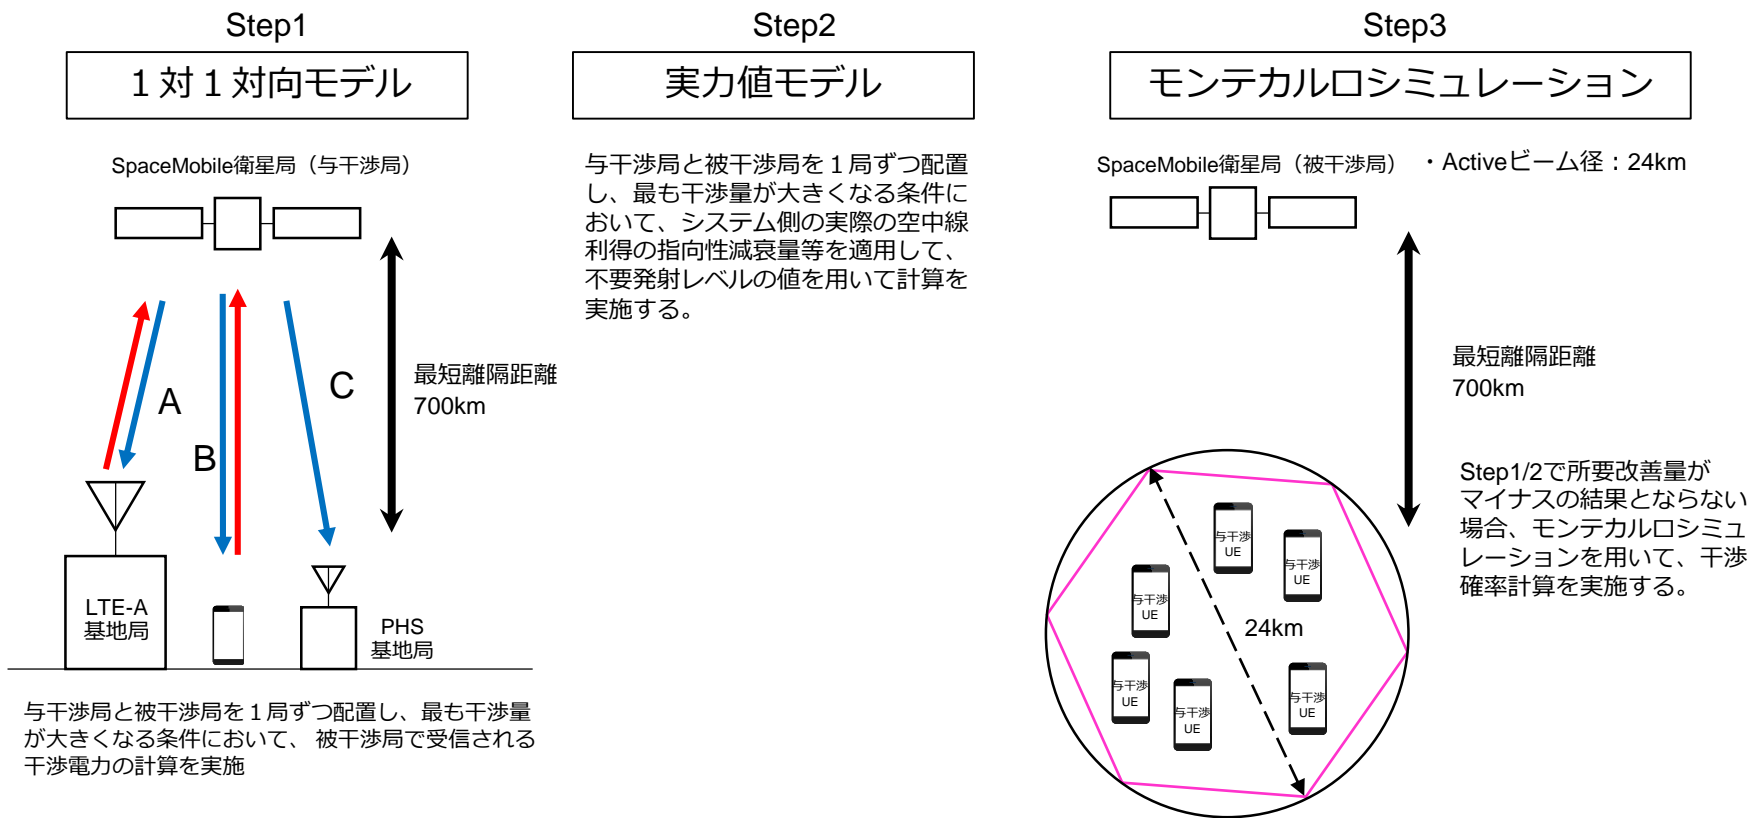 Step1
1対1対向モデル
SpaceMobile衛星局（与干渉局）
A
B
C
最短離隔距離
700km
LTE-A
基地局
PHS
基地局
与干渉局と被干渉局を１局ずつ配置し、最も干渉量
が大きくなる条件において、 被干渉局で受信される
干渉電力の計算を実施
Step2
実力値モデル
与干渉局と被干渉局を１局ずつ配置
し、最も干渉量が大きくなる条件に
おいて、システム側の実際の空中線
利得の指向性減衰量等を適用して、
不要発射レベルの値を用いて計算を
実施する。
Step3
モンテカルロシミュレーション
SpaceMobile衛星局（被干渉局）
・Activeビーム径：24km
最短離隔距離
700km
Step1/2で所要改善量が
マイナスの結果とならない
場合、モンテカルロシミュ
レーションを用いて、干渉
確率計算を実施する。
与干渉
UE
与干渉
UE
与干渉
UE
24km
与干渉
UE
与干渉
UE
与干渉
UE